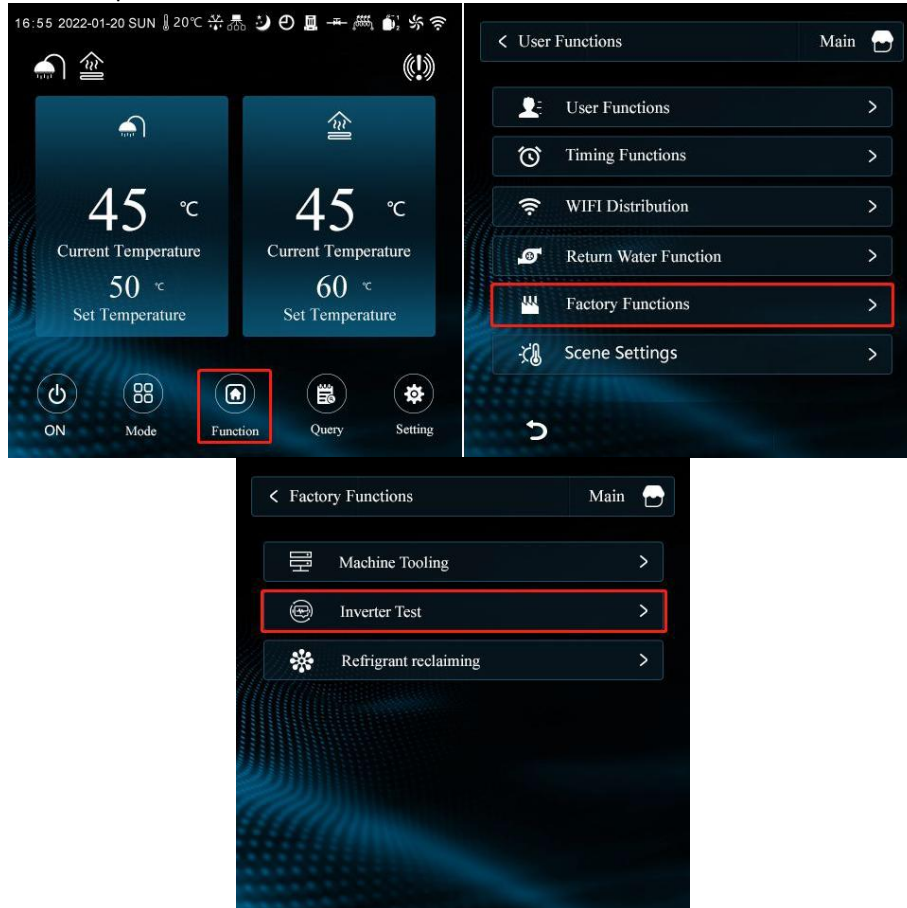 16:55 2022-01-20 SUN 20℃
45 ℃
Current Temperature
50 ℃
Set Temperature
45 ℃
Current Temperature
60 ℃
Set Temperature
ON
Mode
Function
Query
Setting
< User Functions Main
User Functions >
Timing Functions >
WIFI Distribution >
Return Water Function >
Factory Functions >
Scene Settings >
< Factory Functions Main
Machine Tooling >
Inverter Test >
Refrigrant reclaiming >